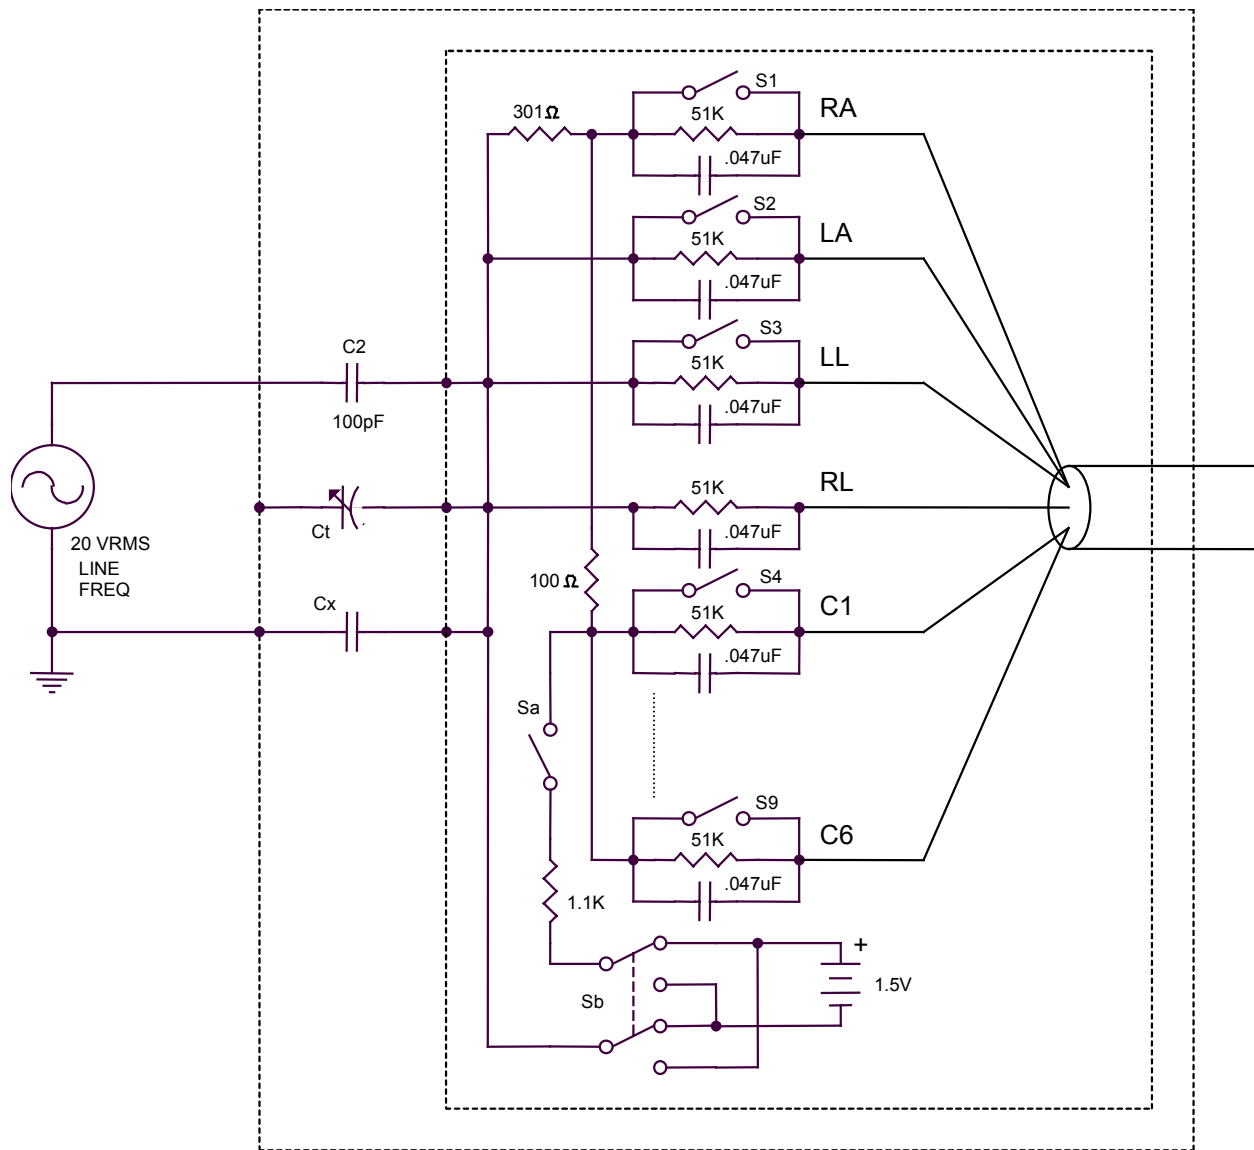 S1
301Ω
51K
RA
.047uF
S2
51K
LA
.047uF
S3
C2
51K
LL
100pF
.047uF
51K
RL
Ct
.047uF
20 VRMS
LINE
FREQ
100Ω
S4
Cx
51K
C1
.047uF
Sa
S9
51K
C6
.047uF
1.1K
+
1.5V
Sb